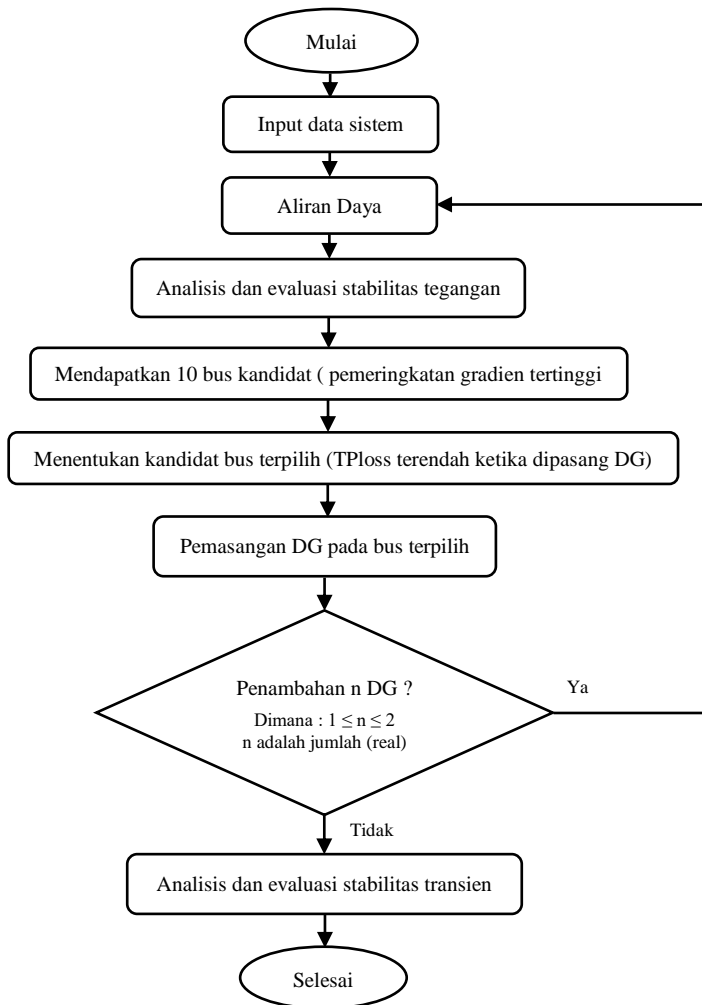 Mulai
Input data sistem
Aliran Daya
Analisis dan evaluasi stabilitas tegangan
Mendapatkan 10 bus kandidat ( pemeringkatan gradien tertinggi
Menentukan kandidat bus terpilih (TPloss terendah ketika dipasang DG)
Pemasangan DG pada bus terpilih
Penambahan n DG ?
Dimana : 1 ≤ n ≤ 2
n adalah jumlah (real)
Ya
Tidak
Analisis dan evaluasi stabilitas transien
Selesai